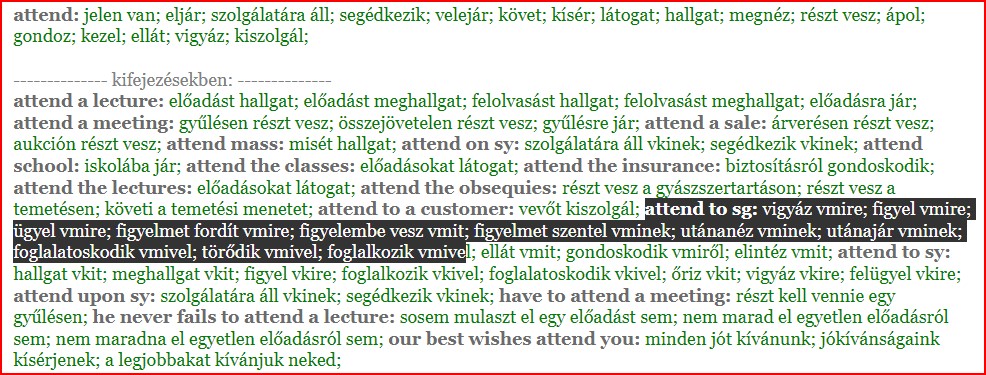 attend: jelen van; eljár; szolgálatára áll; segédkezik; velejár; követ; kísér; látogat; hallgat; megnéz; részt vesz; ápol;
gondoz; kezel; ellát; vigyáz; kiszolgál;
-------------- kifejezésekben: --------------
attend a lecture: előadást hallgat; előadást meghallgat; felolvasást hallgat; felolvasást meghallgat; előadásra jár;
attend a meeting: gyűlésen részt vesz; összejövetelen részt vesz; gyűlésre jár; attend a sale: árverésen részt vesz;
aukción részt vesz; attend mass: misét hallgat; attend on sy: szolgálatára áll vkinek; segédkezik vkinek; attend
school: iskolába jár; attend the classes: előadásokat látogat; attend the insurance: biztosításról gondoskodik;
attend the lectures: előadásokat látogat; attend the obsequies: részt vesz a gyászszertartáson; részt vesz a
temetésen; követi a temetési menetet; attend to a customer: vevőt kiszolgál; attend to sg: vigyáz vmire; figyel vmire;
ügyel vmire; figyelmet fordít vmire; figyelembe vesz vmit; figyelmet szentel vminek; utánanéz vminek; utánajár vminek;
foglalatoskodik vmivel; törődik vmivel; foglalkozik vmivel; ellát vmit; gondoskodik vmiről; elintéz vmit; attend to sy:
hallgat vkit; meghallgat vkit; figyel vkire; foglalkozik vkivel; foglalatoskodik vkivel; őriz vkit; vigyáz vkire; felügyel vkire;
attend upon sy: szolgálatára áll vkinek; segédkezik vkinek; have to attend a meeting: részt kell vennie egy
gyűlésen; he never fails to attend a lecture: sosem mulaszt el egy előadást sem; nem marad el egyetlen előadásról
sem; nem maradna el egyetlen előadásról sem; our best wishes attend you: minden jót kívánunk; jókívánságaink
kísérjenek; a legjobbakat kívánjuk neked;